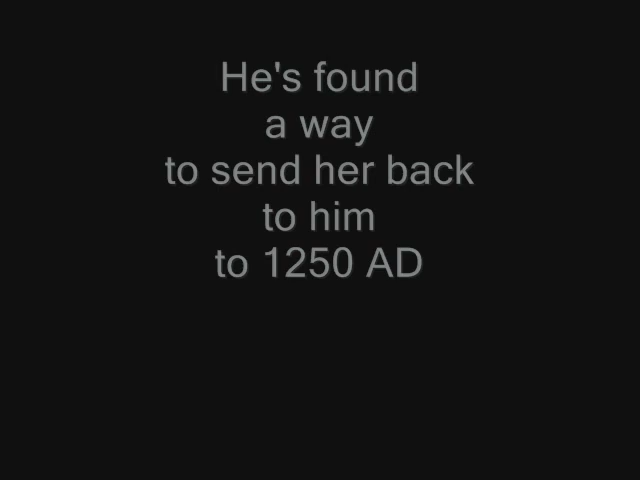 He's found
a way
to send her back
to him
to 1250 AD